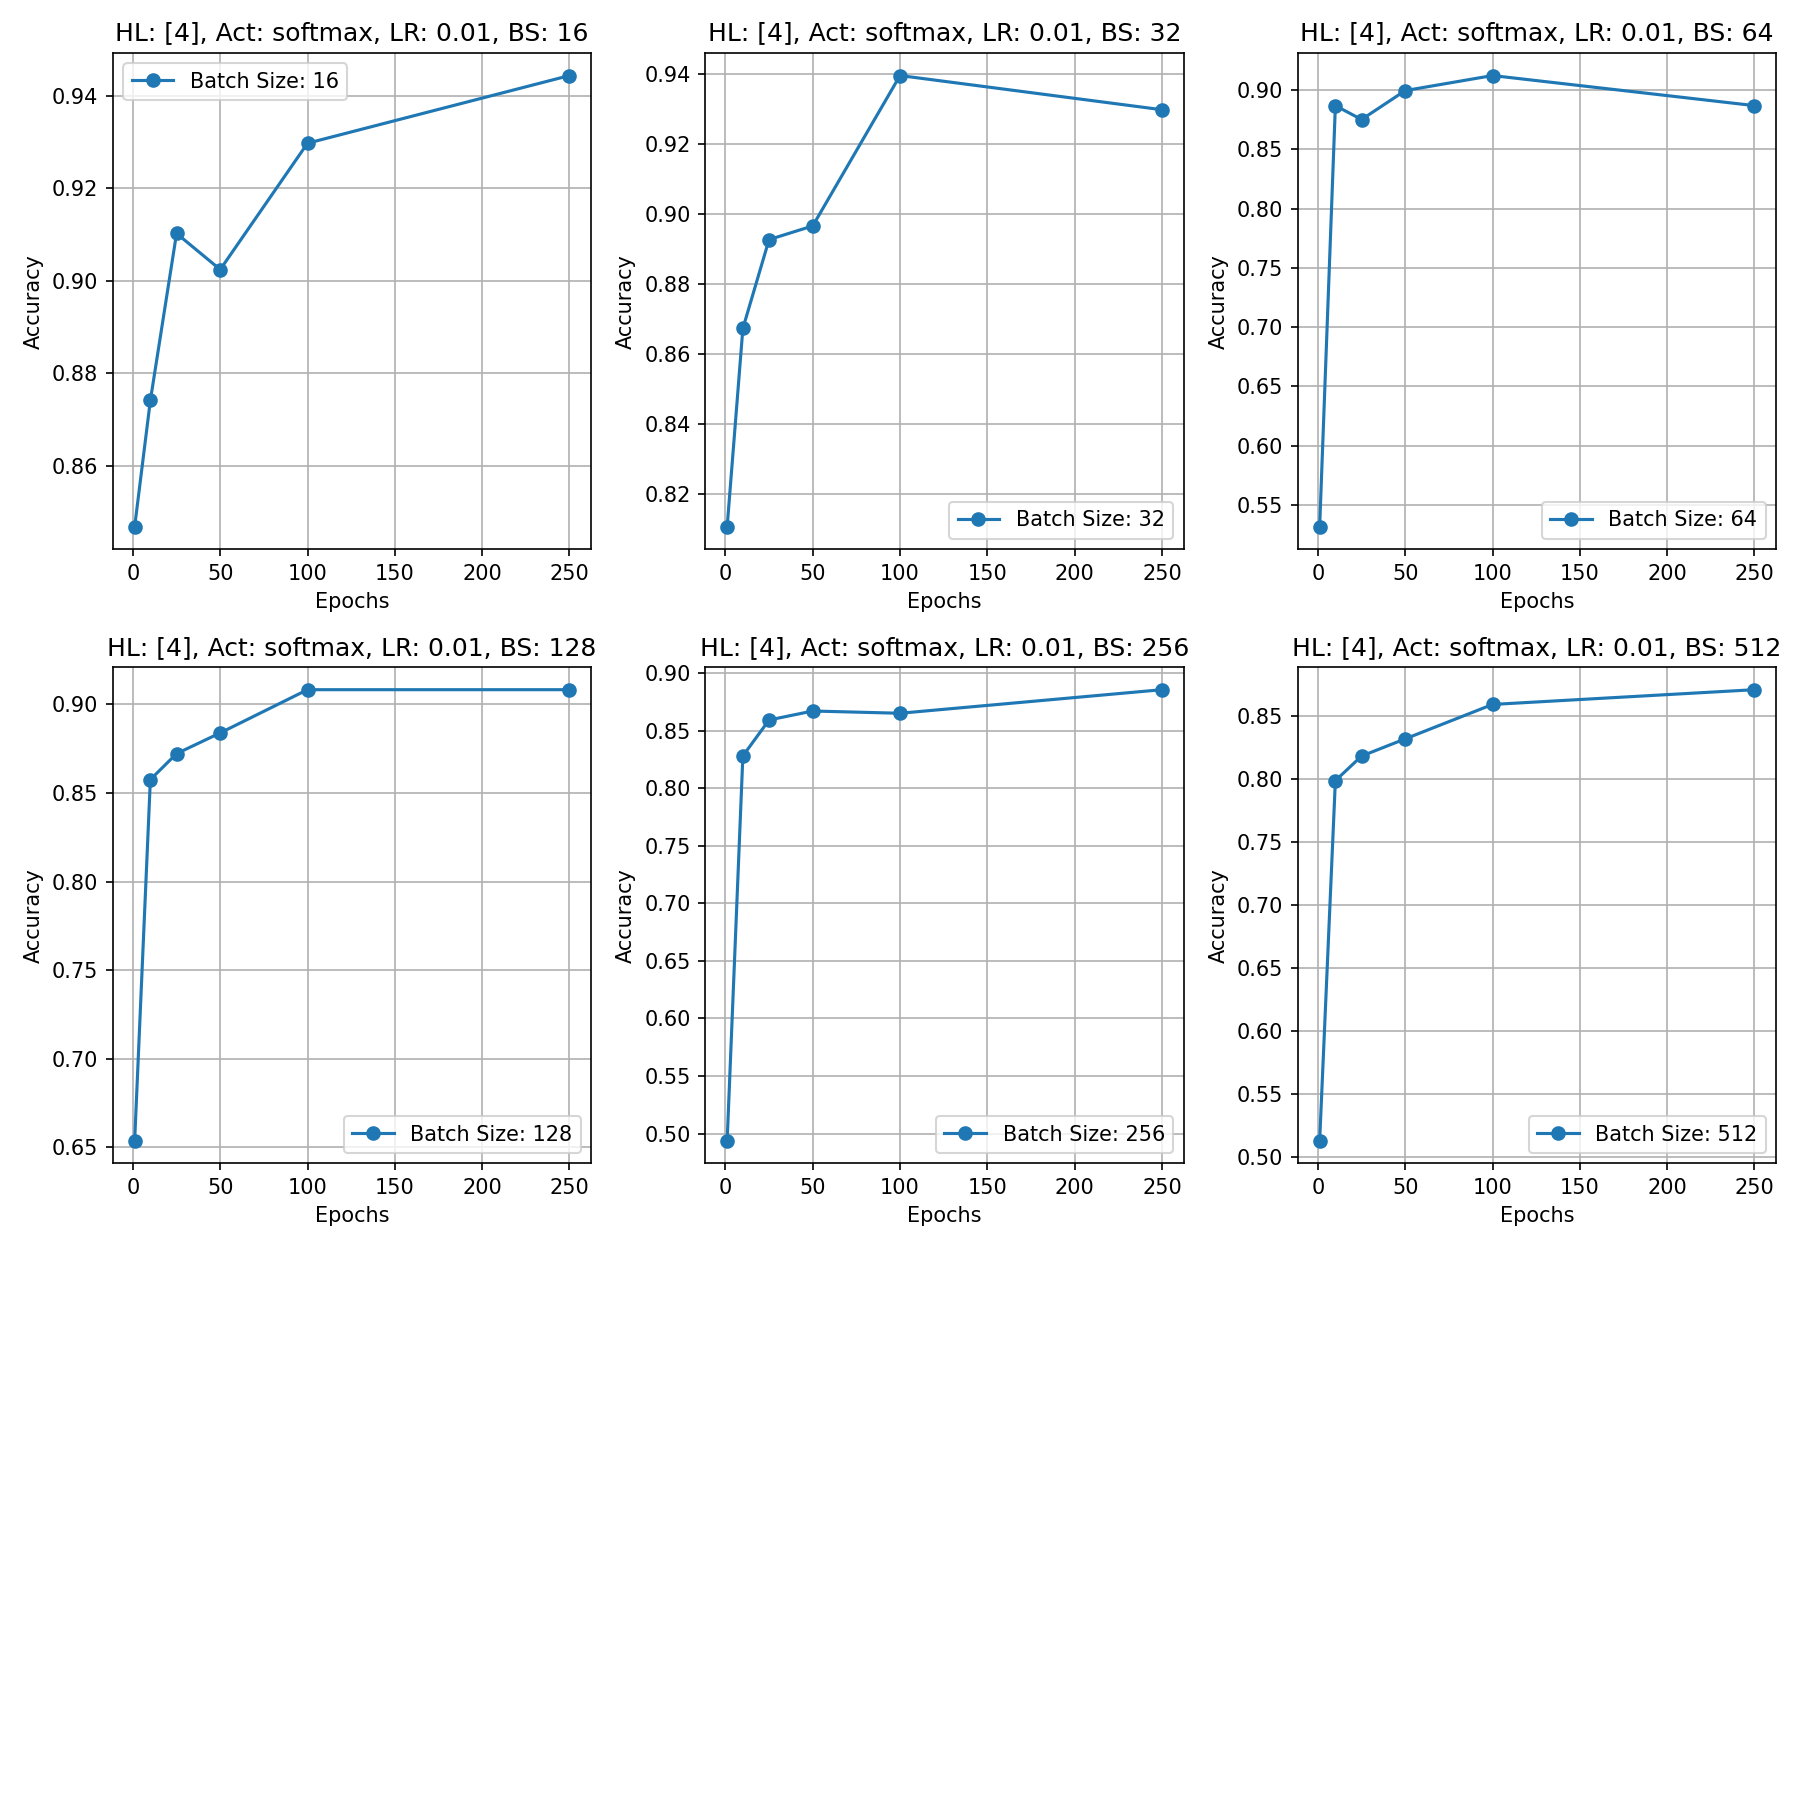 HL: [4], Act: softmax, LR: 0.01, BS: 16
Batch Size: 16
Accuracy
0.94
0.92
0.90
0.88
0.86
0 50 100 150 200 250
Epochs
HL: [4], Act: softmax, LR: 0.01, BS: 32
Accuracy
0.94
0.92
0.90
0.88
0.86
0.84
0.82
Batch Size: 32
0 50 100 150 200 250
Epochs
HL: [4], Act: softmax, LR: 0.01, BS: 64
Accuracy
0.90
0.85
0.80
0.75
0.70
0.65
0.60
0.55
Batch Size: 64
0 50 100 150 200 250
Epochs
HL: [4], Act: softmax, LR: 0.01, BS: 128
Accuracy
0.90
0.85
0.80
0.75
0.70
0.65
Batch Size: 128
0 50 100 150 200 250
Epochs
HL: [4], Act: softmax, LR: 0.01, BS: 256
Accuracy
0.90
0.85
0.80
0.75
0.70
0.65
0.60
0.55
0.50
Batch Size: 256
0 50 100 150 200 250
Epochs
HL: [4], Act: softmax, LR: 0.01, BS: 512
Accuracy
0.85
0.80
0.75
0.70
0.65
0.60
0.55
0.50
Batch Size: 512
0 50 100 150 200 250
Epochs